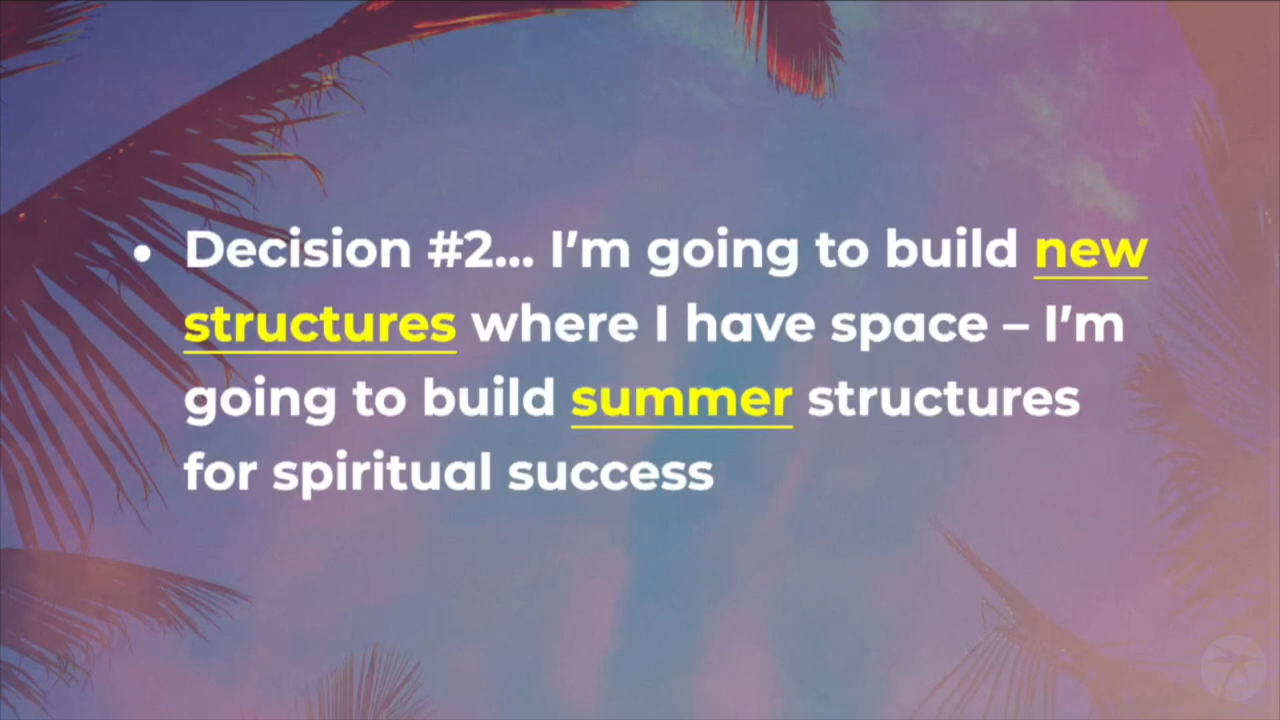 • Decision #2... I’m going to build new
structures where I have space – I’m
going to build summer structures
for spiritual success